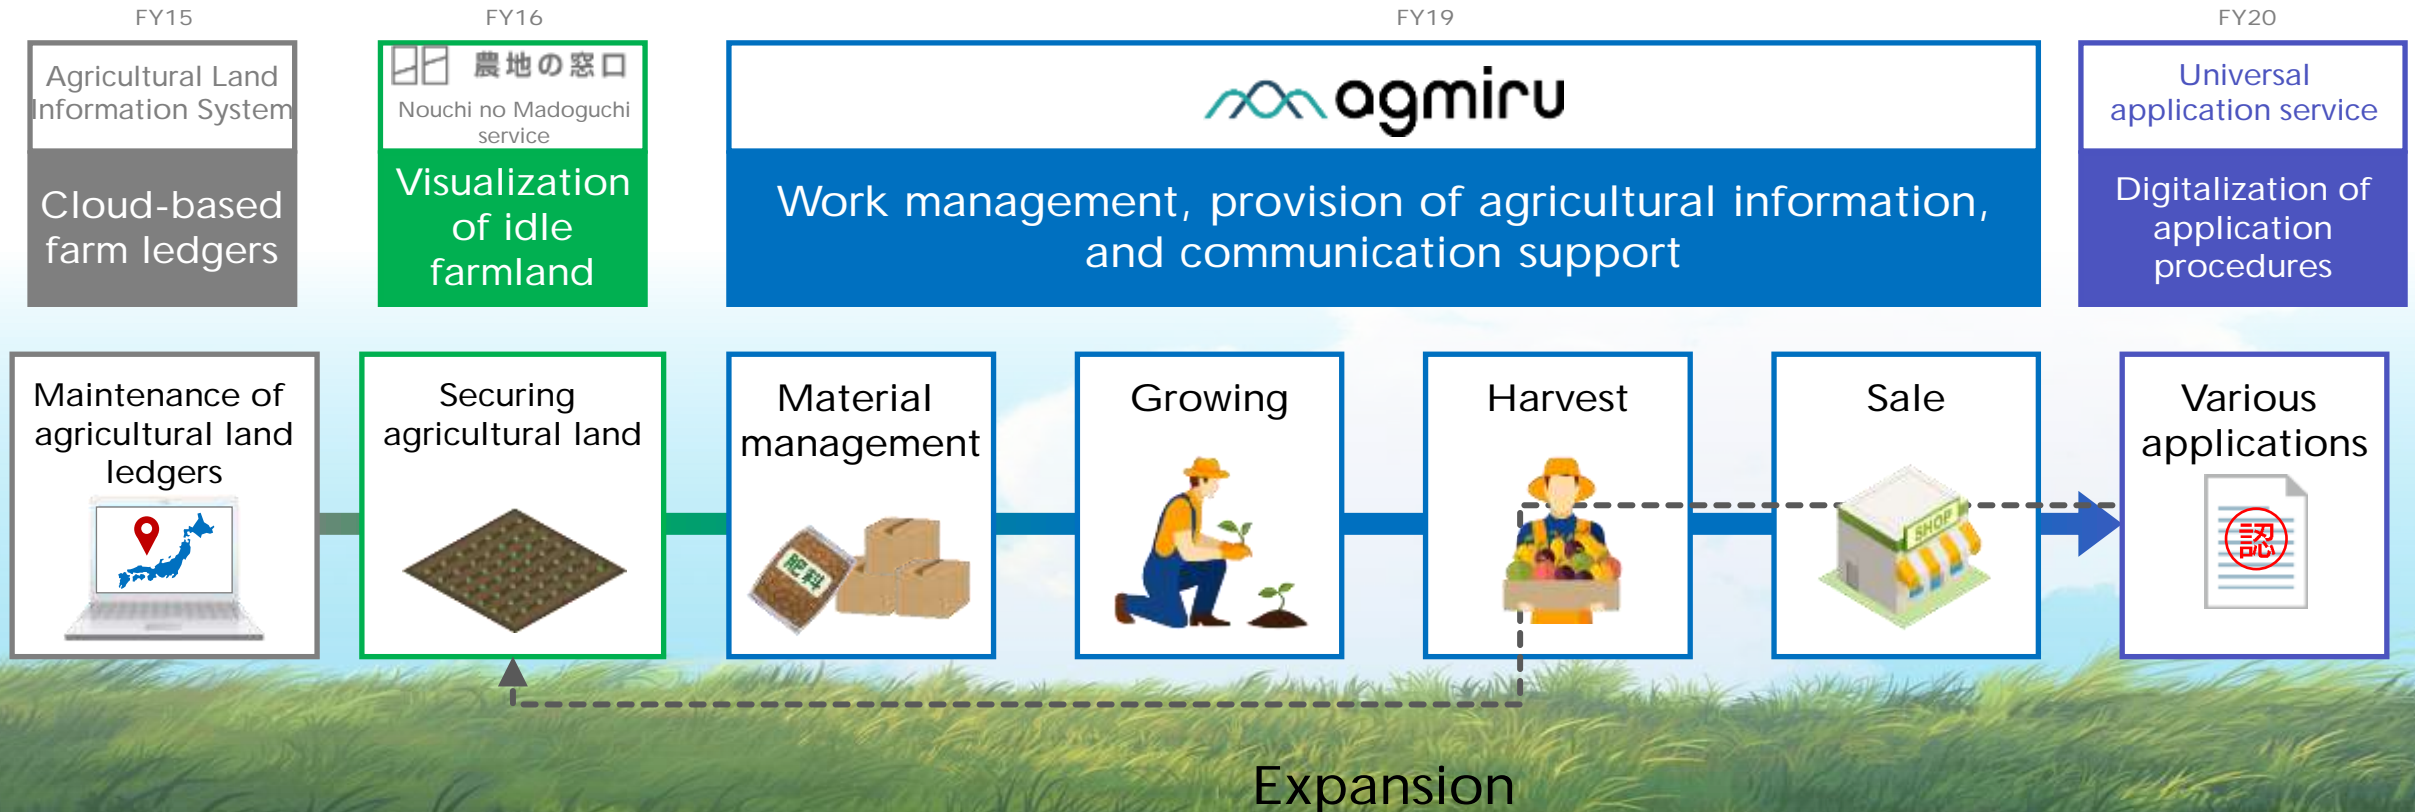 FY15
FY16
FY19
FY20
Agricultural Land
Information System
Cloud-based
farm ledgers
農地の窓口
Nouchi no Madoguchi
service
Visualization
of idle
farmland
agmiru
Work management, provision of agricultural information,
and communication support
Universal
application service
Digitalization of
application
procedures
Maintenance of
agricultural land
ledgers
Securing
agricultural land
Material
management
肥料
Growing
Harvest
Sale
SHOP
Various
applications
認
Expansion